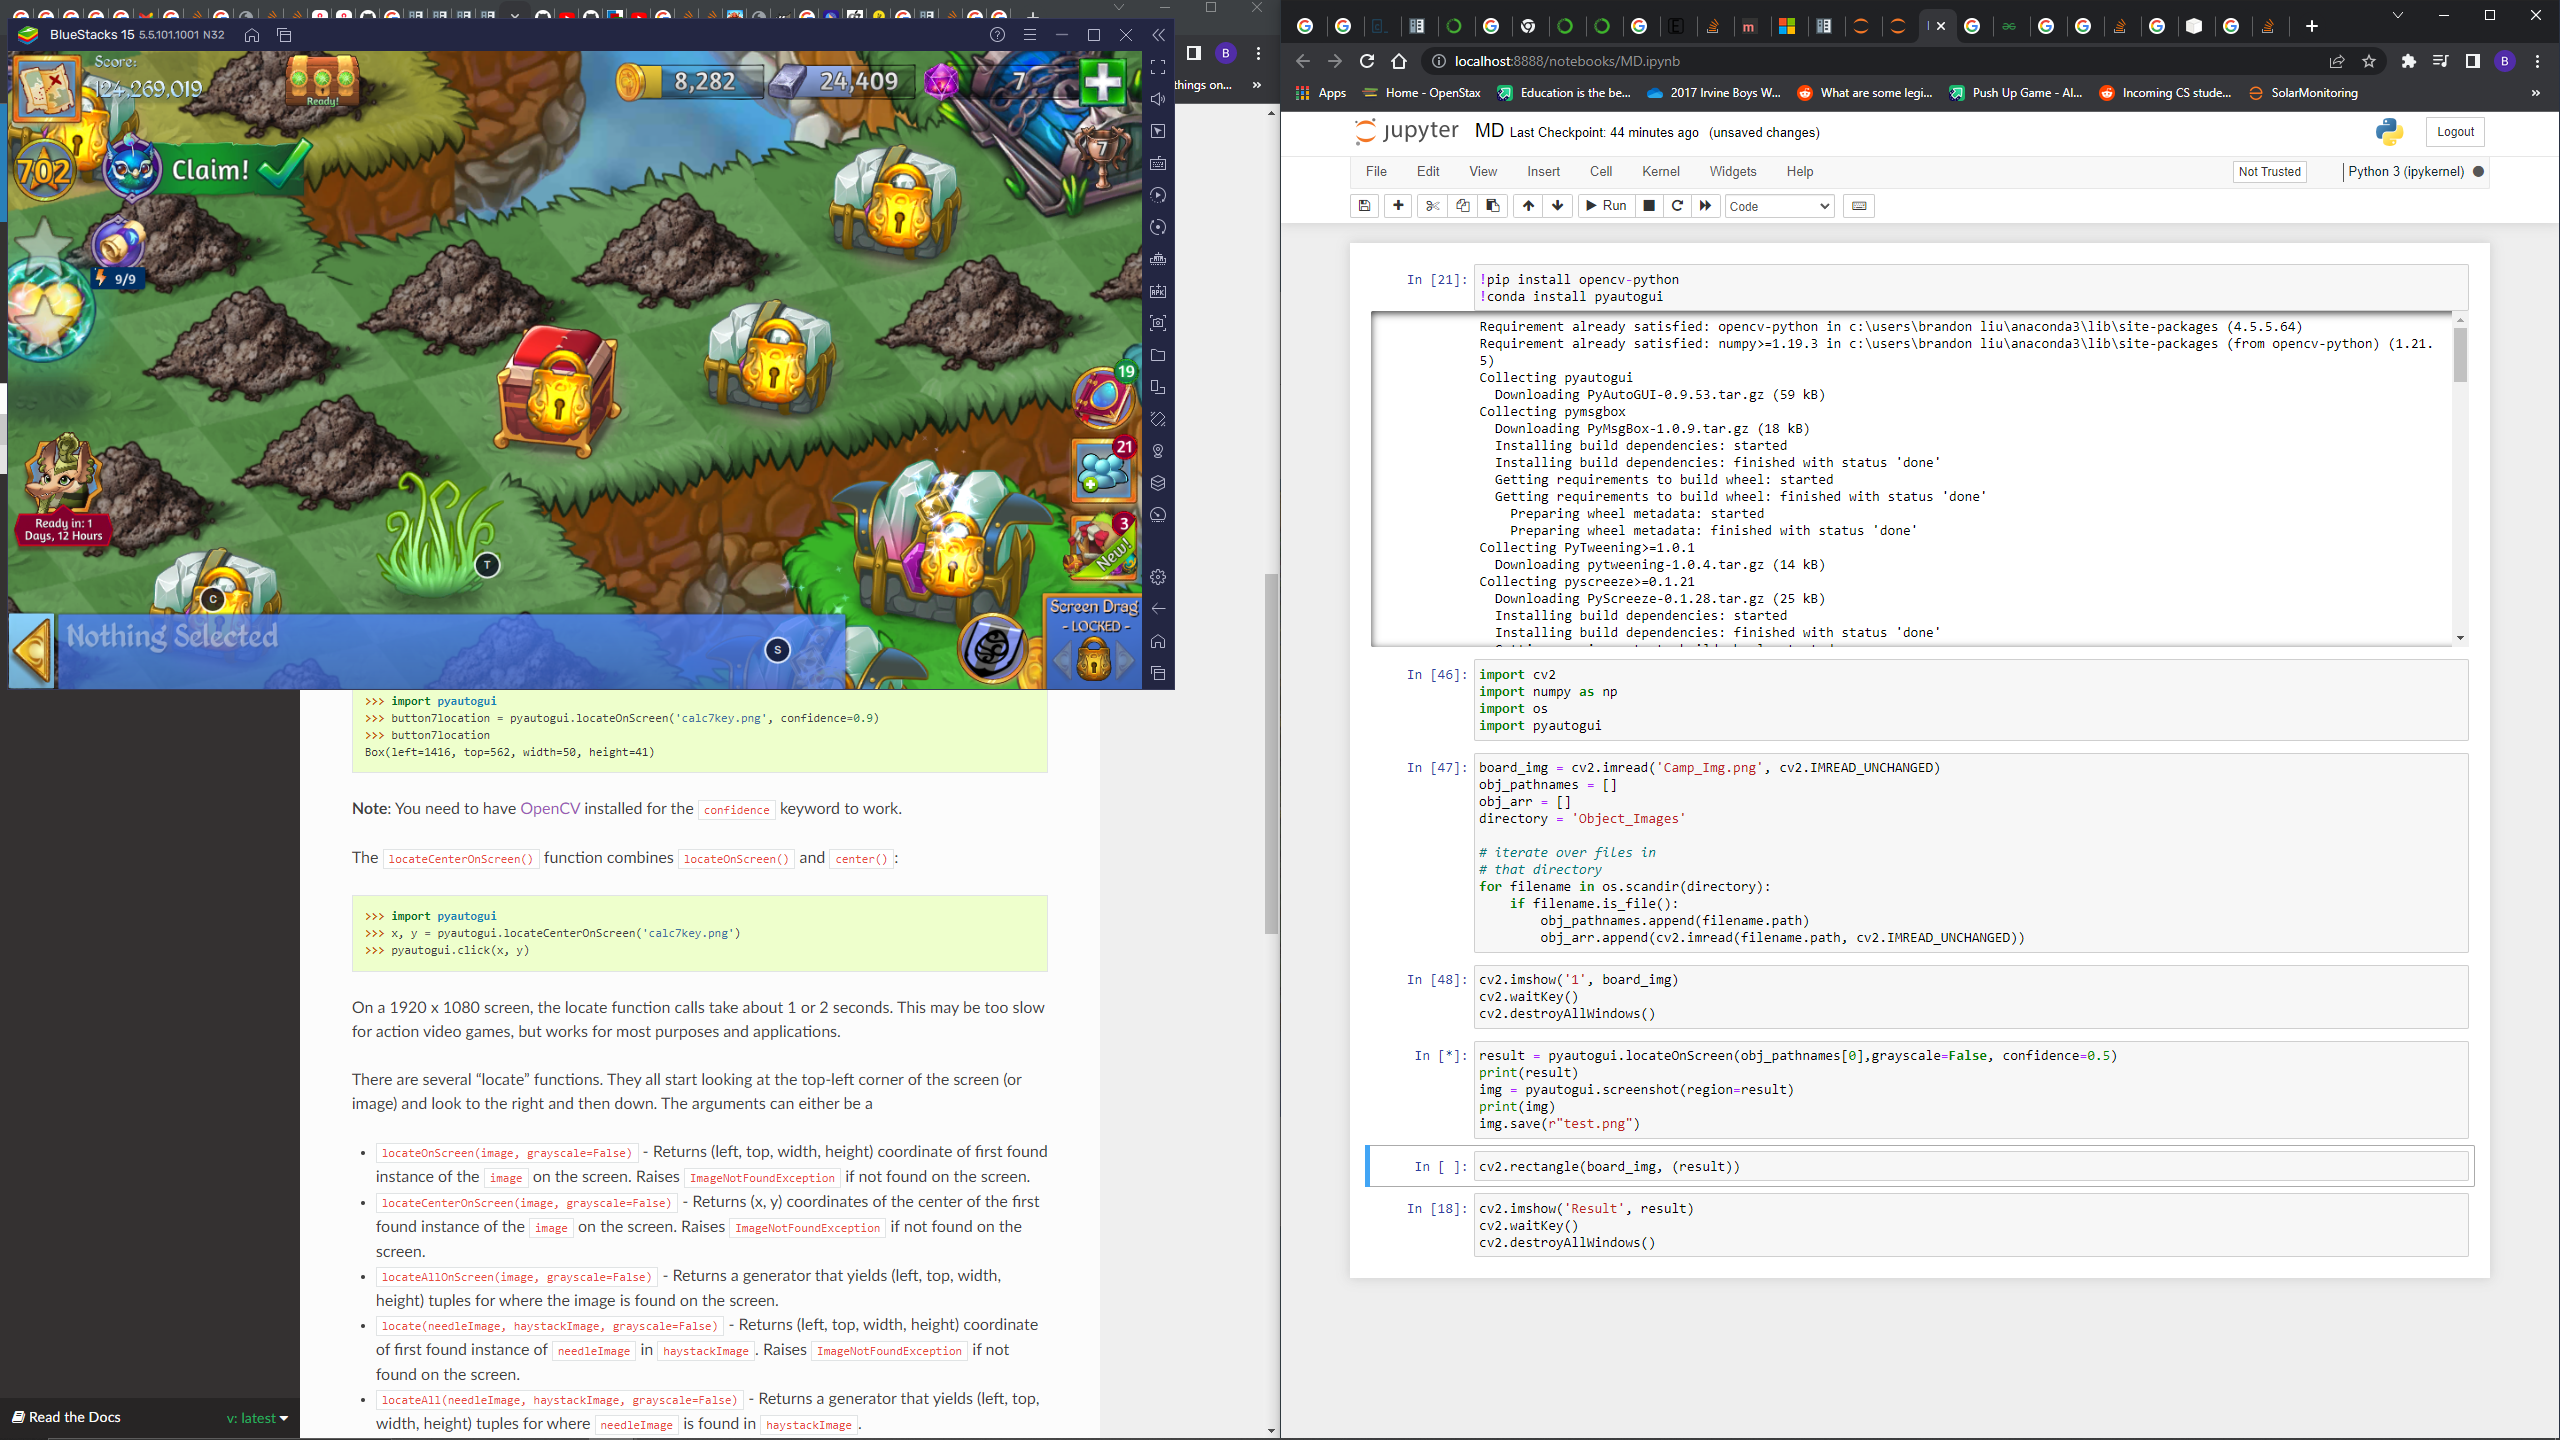 BlueStacks 15 5.5.101.1001 N32
Score:
124,269,019
Ready!
8,282
24,409
7
7
702
Claim!
9/9
19
21
3
New!
Ready in: 1
Days, 12 Hours
T
C
S
Nothing Selected
Screen Drag
- LOCKED -
B
things on...
»
>>> import pyautogui
>>> button7location = pyautogui.locateOnScreen('calc7key.png', confidence=0.9)
>>> button7location
Box(left=1416, top=562, width=50, height=41)
Note: You need to have OpenCV installed for the confidence keyword to work.
The locateCenterOnScreen() function combines locateOnScreen() and center():
>>> import pyautogui
>>> x, y = pyautogui.locateCenterOnScreen('calc7key.png')
>>> pyautogui.click(x, y)
On a 1920 x 1080 screen, the locate function calls take about 1 or 2 seconds. This may be too slow
for action video games, but works for most purposes and applications.
There are several “locate” functions. They all start looking at the top-left corner of the screen (or
image) and look to the right and then down. The arguments can either be a
• locateOnScreen(image, grayscale=False) - Returns (left, top, width, height) coordinate of first found
instance of the image on the screen. Raises ImageNotFoundException if not found on the screen.
• locateCenterOnScreen(image, grayscale=False) - Returns (x, y) coordinates of the center of the first
found instance of the image on the screen. Raises ImageNotFoundException if not found on the
screen.
• locateAllOnScreen(image, grayscale=False) - Returns a generator that yields (left, top, width,
height) tuples for where the image is found on the screen.
• locate(needleImage, haystackImage, grayscale=False) - Returns (left, top, width, height) coordinate
of first found instance of needleImage in haystackImage. Raises ImageNotFoundException if not
found on the screen.
• locateAll(needleImage, haystackImage, grayscale=False) - Returns a generator that yields (left, top,
width, height) tuples for where needleImage is found in haystackImage.
Read the Docs
v: latest
localhost:8888/notebooks/MD.ipynb
B
Apps
Home - OpenStax
Education is the be...
2017 Irvine Boys W...
What are some legi...
Push Up Game - Al...
Incoming CS stude...
SolarMonitoring
»
jupyter MD Last Checkpoint: 44 minutes ago (unsaved changes)
Logout
File Edit View Insert Cell Kernel Widgets Help
Not Trusted
Python 3 (ipykernel)
Run
Code
In [21]: !pip install opencv-python
!conda install pyautogui
Requirement already satisfied: opencv-python in c:\users\brandon liu\anaconda3\lib\site-packages (4.5.5.64)
Requirement already satisfied: numpy>=1.19.3 in c:\users\brandon liu\anaconda3\lib\site-packages (from opencv-python) (1.21.
5)
Collecting pyautogui
Downloading PyAutoGUI-0.9.53.tar.gz (59 kB)
Collecting pymsgbox
Downloading PyMsgBox-1.0.9.tar.gz (18 kB)
Installing build dependencies: started
Installing build dependencies: finished with status 'done'
Getting requirements to build wheel: started
Getting requirements to build wheel: finished with status 'done'
Preparing wheel metadata: started
Preparing wheel metadata: finished with status 'done'
Collecting PyTweening>=1.0.1
Downloading pytweening-1.0.4.tar.gz (14 kB)
Collecting pyscreeze>=0.1.21
Downloading PyScreeze-0.1.28.tar.gz (25 kB)
Installing build dependencies: started
Installing build dependencies: finished with status 'done'
In [46]: import cv2
import numpy as np
import os
import pyautogui
In [47]: board_img = cv2.imread('Camp_Img.png', cv2.IMREAD_UNCHANGED)
obj_pathnames = []
obj_arr = []
directory = 'Object_Images'
# iterate over files in
# that directory
for filename in os.scandir(directory):
if filename.is_file():
obj_pathnames.append(filename.path)
obj_arr.append(cv2.imread(filename.path, cv2.IMREAD_UNCHANGED))
In [48]: cv2.imshow('1', board_img)
cv2.waitKey()
cv2.destroyAllWindows()
In [*]: result = pyautogui.locateOnScreen(obj_pathnames[0],grayscale=False, confidence=0.5)
print(result)
img = pyautogui.screenshot(region=result)
print(img)
img.save(r"test.png")
In [ ]: cv2.rectangle(board_img, (result))
In [18]: cv2.imshow('Result', result)
cv2.waitKey()
cv2.destroyAllWindows()